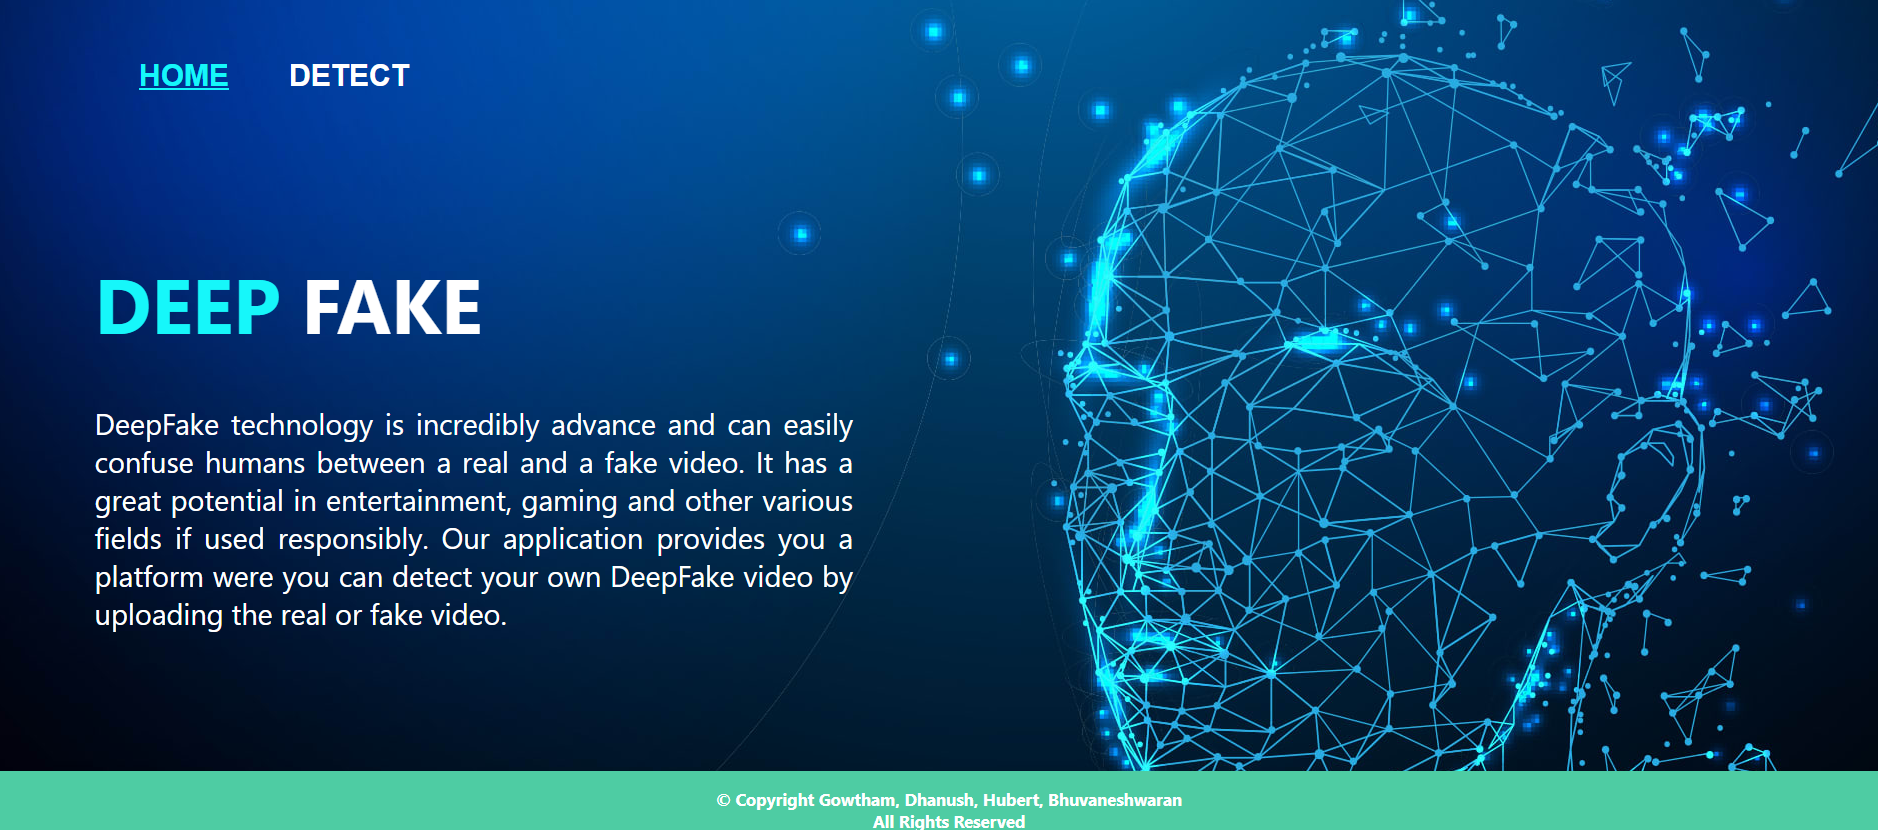 HOME DETECT
DEEP FAKE
DeepFake technology is incredibly advance and can easily
confuse humans between a real and a fake video. It has a
great potential in entertainment, gaming and other various
fields if used responsibly. Our application provides you a
platform were you can detect your own DeepFake video by
uploading the real or fake video.
© Copyright Gowtham, Dhanush, Hubert, Bhuvaneshwaran
All Rights Reserved